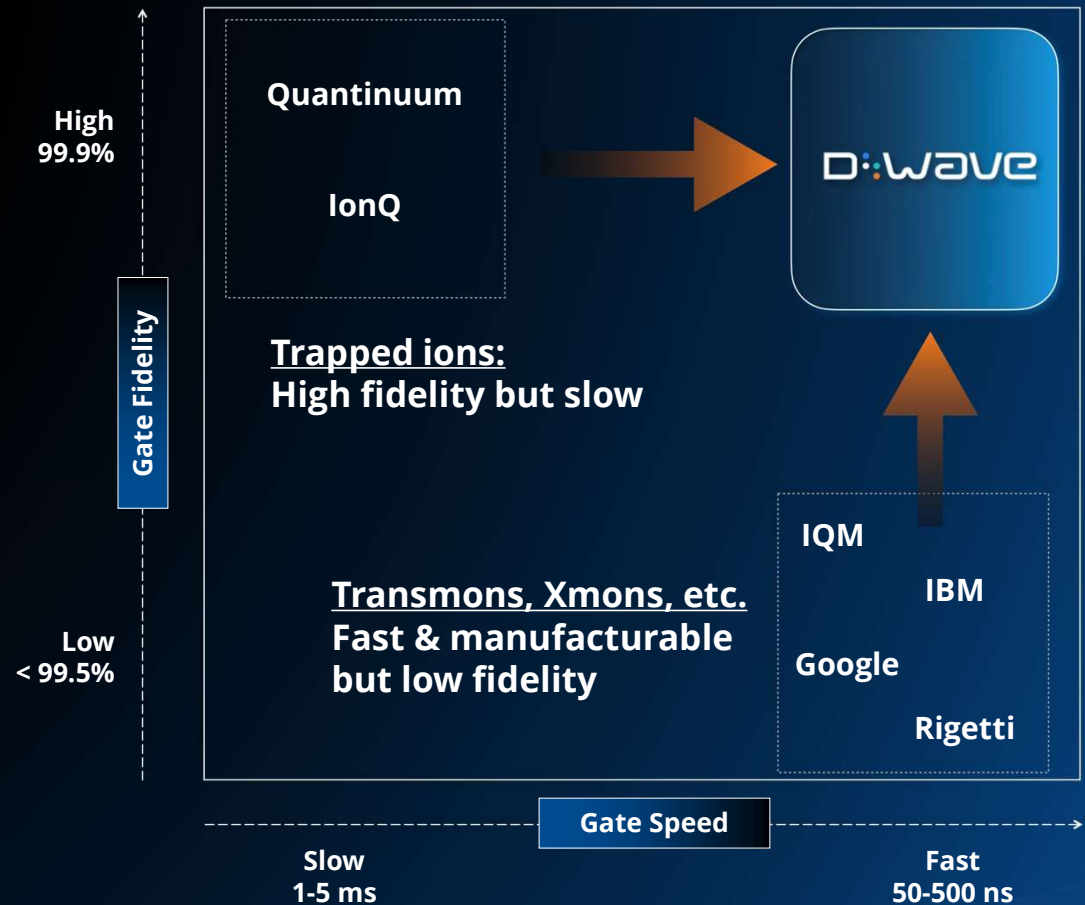 High
99.9%
Gate Fidelity
Low
< 99.5%
Quantinuum
IonQ
D:wave
Trapped ions:
High fidelity but slow
Transmons, Xmons, etc.
Fast & manufacturable
but low fidelity
IQM
IBM
Google
Rigetti
Gate Speed
Slow
1-5 ms
Fast
50-500 ns